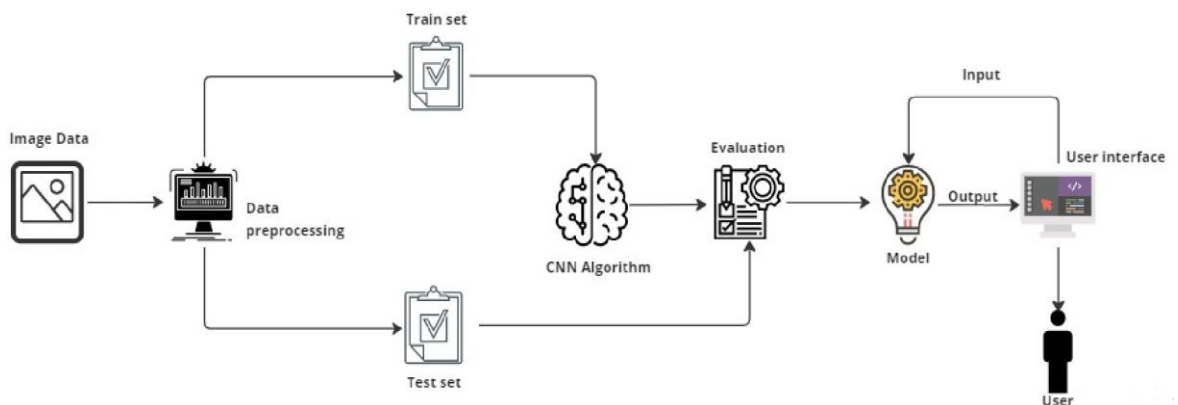 Train set
Input
Image Data
Evaluation
User interface
Data
preprocessing
Output
CNN Algorithm
Model
Test set
User